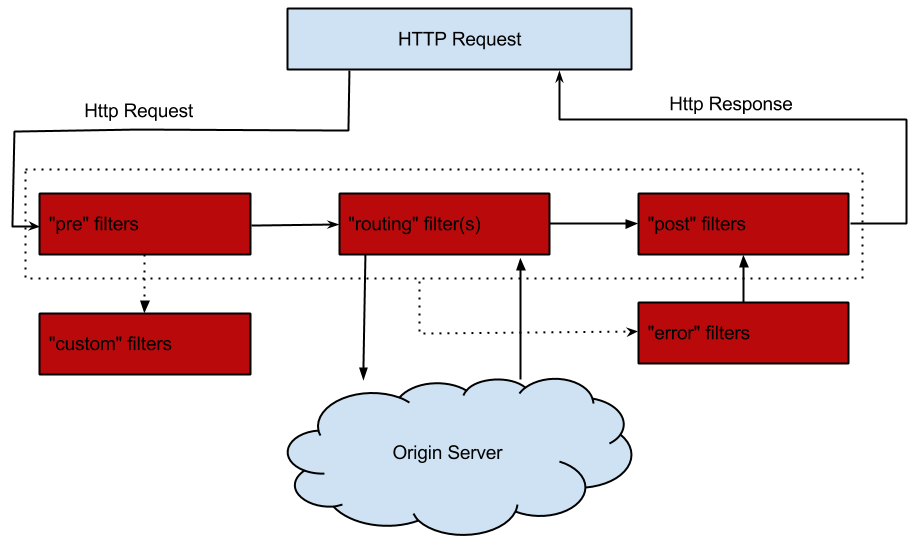 HTTP Request
Http Request
Http Response
"pre" filters
"routing" filter(s)
"post" filters
"custom" filters
"error" filters
Origin Server